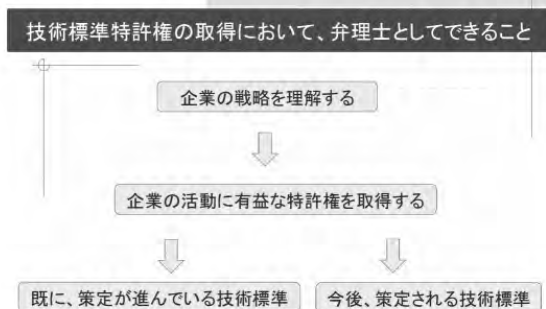 技術標準特許権の取得において、弁理士としてできること
企業の戦略を理解する
企業の活動に有益な特許権を取得する
既に、策定が進んでいる技術標準
今後、策定される技術標準